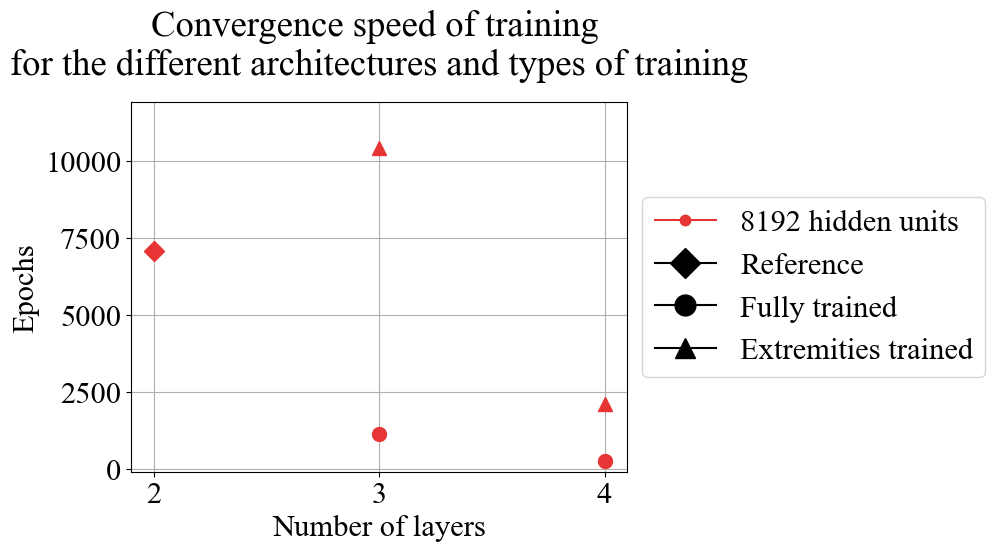 Convergence speed of training
for the different architectures and types of training
10000
7500
5000
2500
0
Epochs
2
3
4
Number of layers
8192 hidden units
Reference
Fully trained
Extremities trained